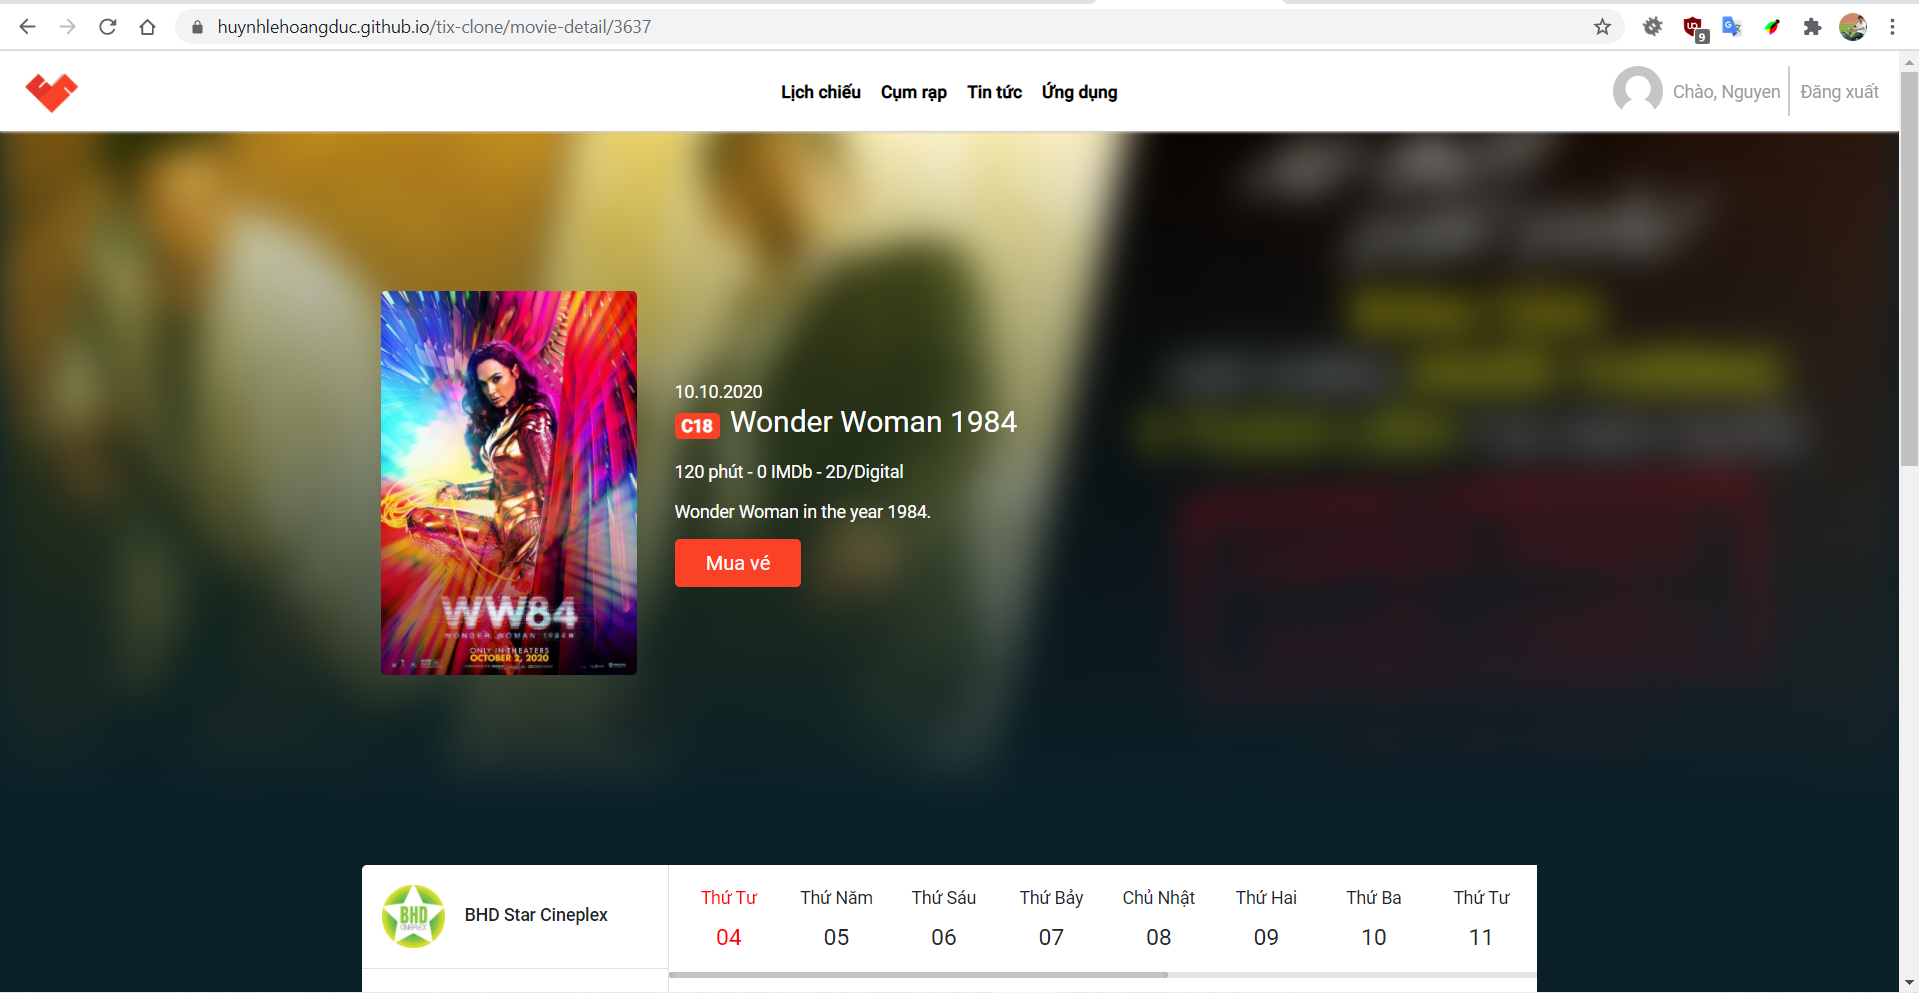 huynhlehoangduc.github.io/tix-clone/movie-detail/3637
9
Lịch chiếu Cụm rạp Tin tức Ứng dụng
Chào, Nguyen Đăng xuất
10.10.2020
C18 Wonder Woman 1984
120 phút - 0 IMDb - 2D/Digital
Wonder Woman in the year 1984.
Mua vé
WW84
WONDER WOMAN 1984
ONLY IN THEATERS
OCTOBER 2, 2020
BHD
CINEPLEX
BHD Star Cineplex
Thứ Tư Thứ Năm Thứ Sáu Thứ Bảy Chủ Nhật Thứ Hai Thứ Ba Thứ Tư
04 05 06 07 08 09 10 11